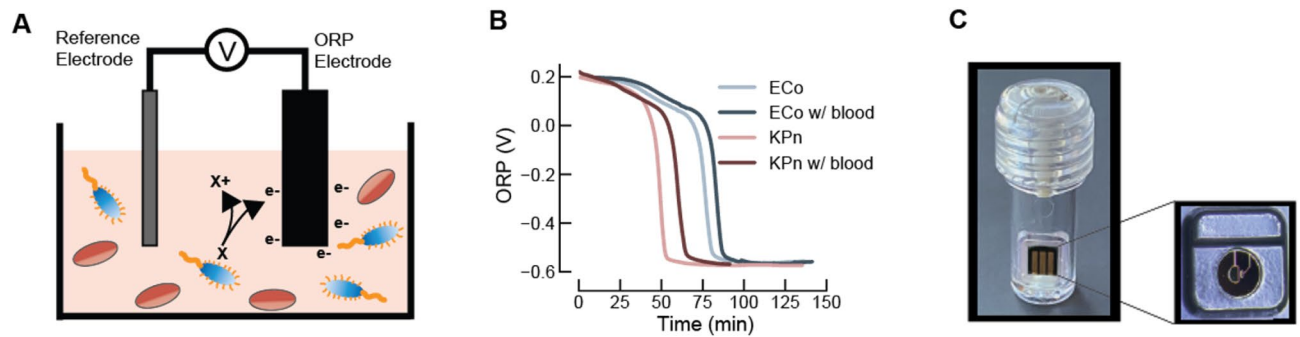 A
Reference
Electrode
V
ORP
Electrode
X+
e-
e-
e-
e-
e-
X
B
ORP (V)
0.2
0.0
−0.2
−0.4
−0.6
0
25
50
75
100
125
150
Time (min)
ECo
ECo w/ blood
KPn
KPn w/ blood
C